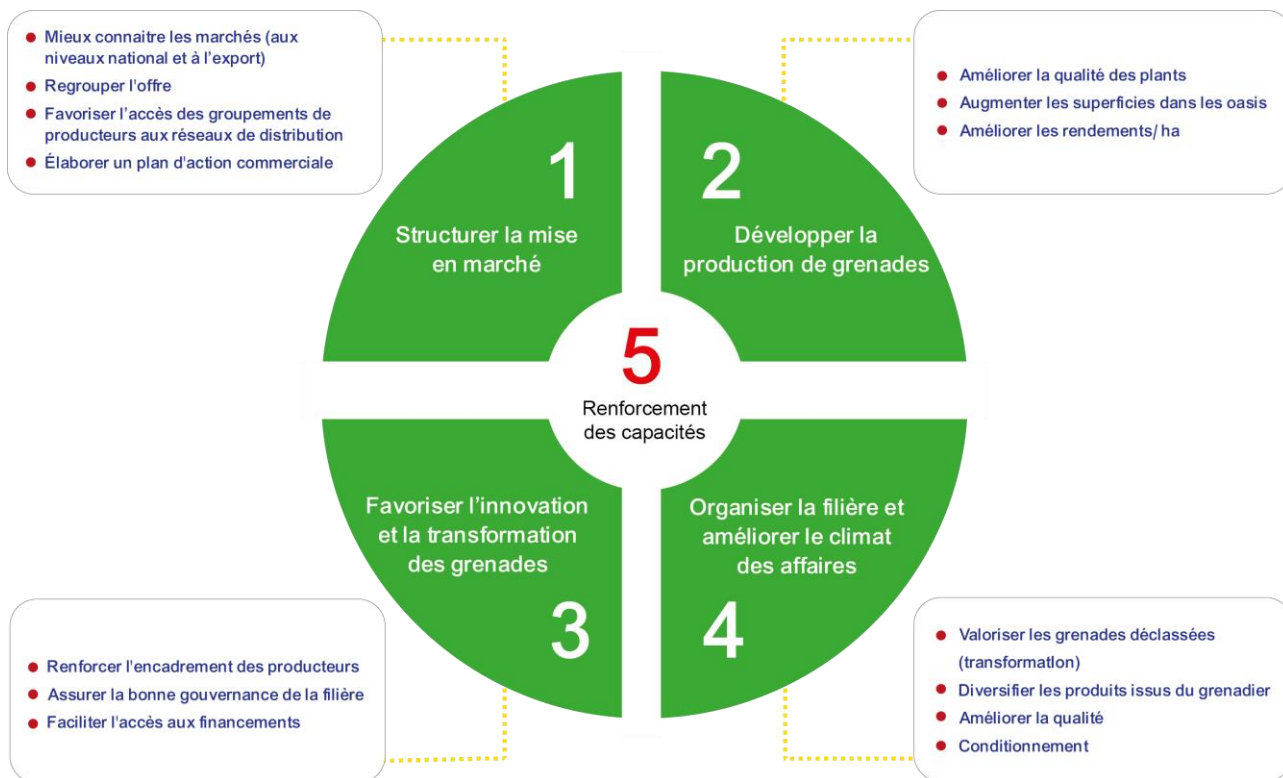 Mieux connaitre les marchés (aux
niveaux national et à l'export)
Regrouper l'offre
Favoriser l'accès des groupements de
producteurs aux réseaux de distribution
Élaborer un plan d'action commerciale
Améliorer la qualité des plants
Augmenter les superficies dans les oasis
Améliorer les rendements/ ha
1
Structurer la mise
en marché
2
Développer la
production de grenades
5
Renforcement
des capacités
Favoriser l'innovation
et la transformation
des grenades
3
Organiser la filière et
améliorer le climat
des affaires
4
Renforcer l'encadrement des producteurs
Assurer la bonne gouvernance de la filière
Faciliter l'accès aux financements
Valoriser les grenades déclassées
(transformatIon)
Diversifier les produits issus du grenadier
Améliorer la qualité
Conditionnement